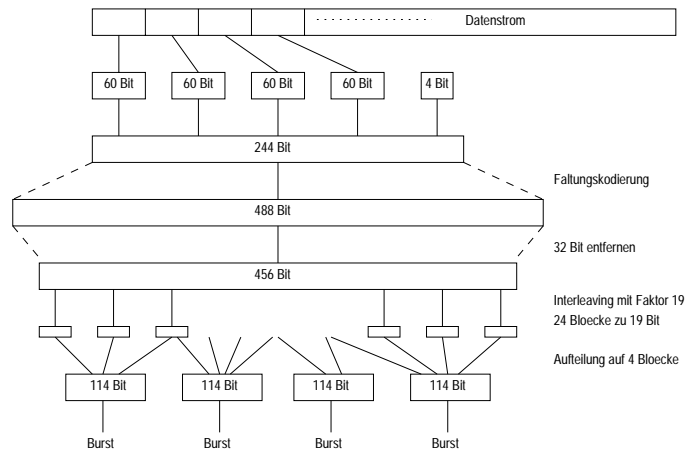 Datenstrom
60 Bit 60 Bit 60 Bit 60 Bit 4 Bit
244 Bit
Faltungskodierung
488 Bit
32 Bit entfernen
456 Bit
Interleaving mit Faktor 19
24 Bloecke zu 19 Bit
Aufteilung auf 4 Bloecke
114 Bit 114 Bit 114 Bit 114 Bit
Burst Burst Burst Burst